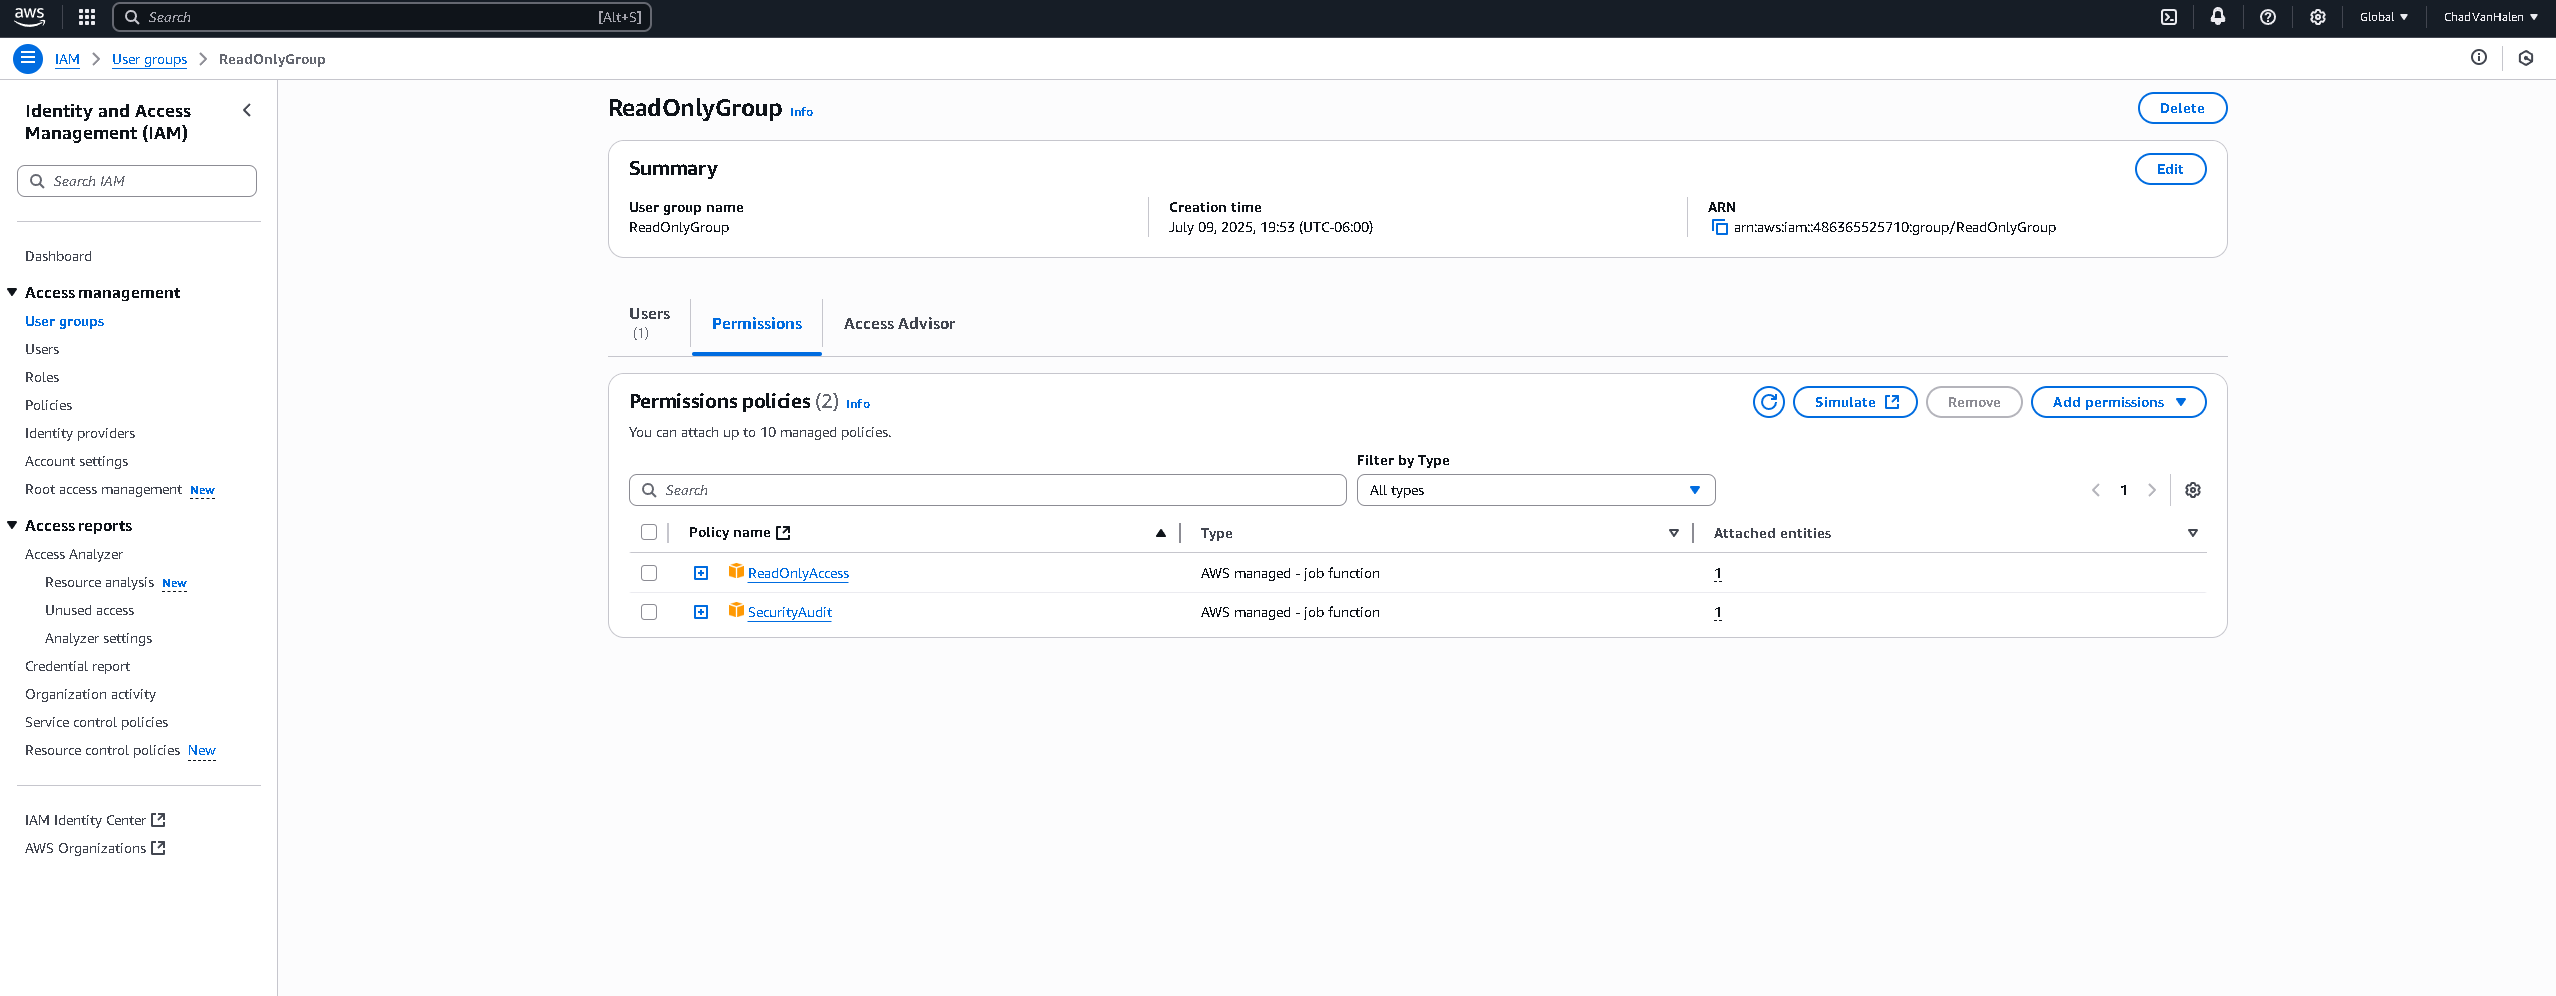 aws
Search [Alt+S]
Global ChadVanHalen
IAM User groups ReadOnlyGroup
Identity and Access
Management (IAM)
Search IAM
Dashboard
Access management
User groups
Users
Roles
Policies
Identity providers
Account settings
Root access management New
Access reports
Access Analyzer
Resource analysis New
Unused access
Analyzer settings
Credential report
Organization activity
Service control policies
Resource control policies New
IAM Identity Center
AWS Organizations
ReadOnlyGroup Info
Delete
Summary
Edit
User group name
ReadOnlyGroup
Creation time
July 09, 2025, 19:53 (UTC-06:00)
ARN
arn:aws:iam::486365525710:group/ReadOnlyGroup
Users
(1)
Permissions
Access Advisor
Permissions policies (2) Info
Simulate
Remove
Add permissions
You can attach up to 10 managed policies.
Filter by Type
Search
All types
1
Policy name Type Attached entities
ReadOnlyAccess AWS managed - job function 1
SecurityAudit AWS managed - job function 1